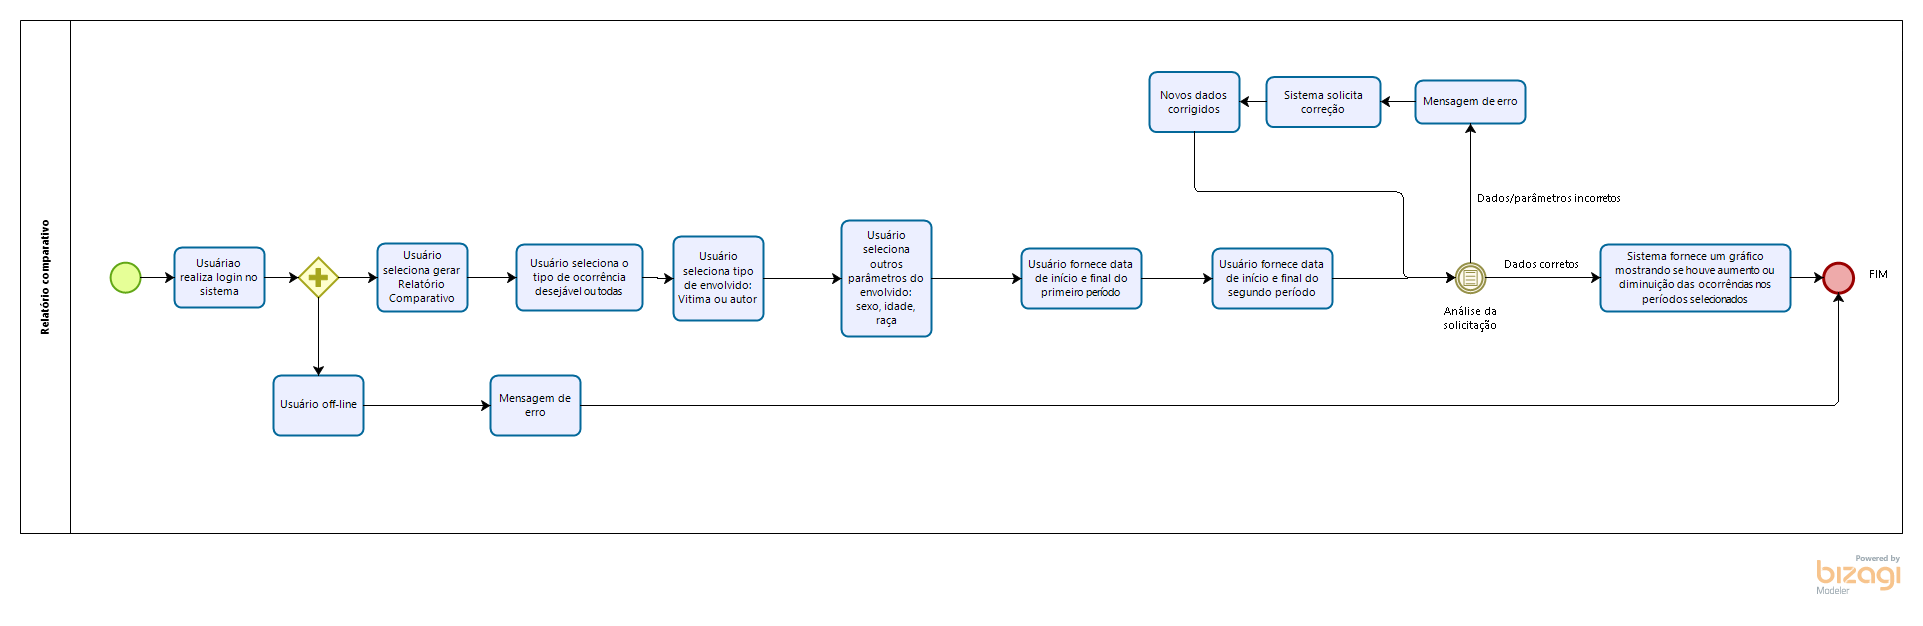 Relatório comparativo
Usuáriao
realiza login no
sistema
Usuário
seleciona gerar
Relatório
Comparativo
Usuário seleciona o
tipo de ocorrência
desejável ou todas
Usuário
seleciona tipo
de envolvido:
Vitima ou autor
Usuário
seleciona
outros
parâmetros do
envolvido:
sexo, idade,
raça
Usuário fornece data
de início e final do
primeiro período
Usuário fornece data
de início e final do
segundo período
Novos dados
corrigidos
Sistema solicita
correção
Mensagem de erro
Dados/parâmetros incorretos
Análise da
solicitação
Dados corretos
Sistema fornece um gráfico
mostrando se houve aumento ou
diminuição das ocorrências nos
períodos selecionados
FIM
Usuário off-line
Mensagem de
erro
Powered by
bizagi
Modeler